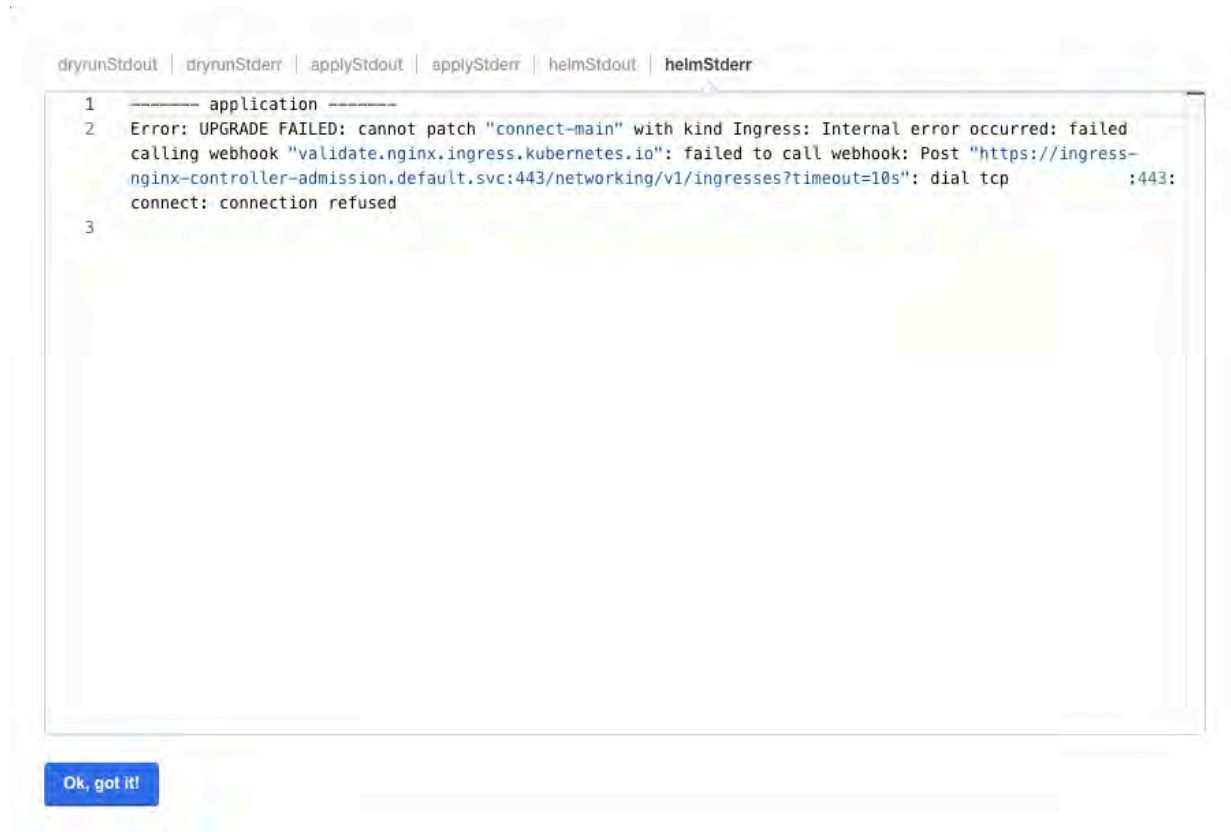 dryrunStdout | dryrunStderr | applyStdout | applyStderr | helmStdout | helmStderr
1 ------- application -------
2 Error: UPGRADE FAILED: cannot patch "connect-main" with kind Ingress: Internal error occurred: failed
calling webhook "validate.nginx.ingress.kubernetes.io": failed to call webhook: Post "https://ingress-
nginx-controller-admission.default.svc:443/networking/v1/ingresses?timeout=10s": dial tcp :443:
connect: connection refused
3
Ok, got it!